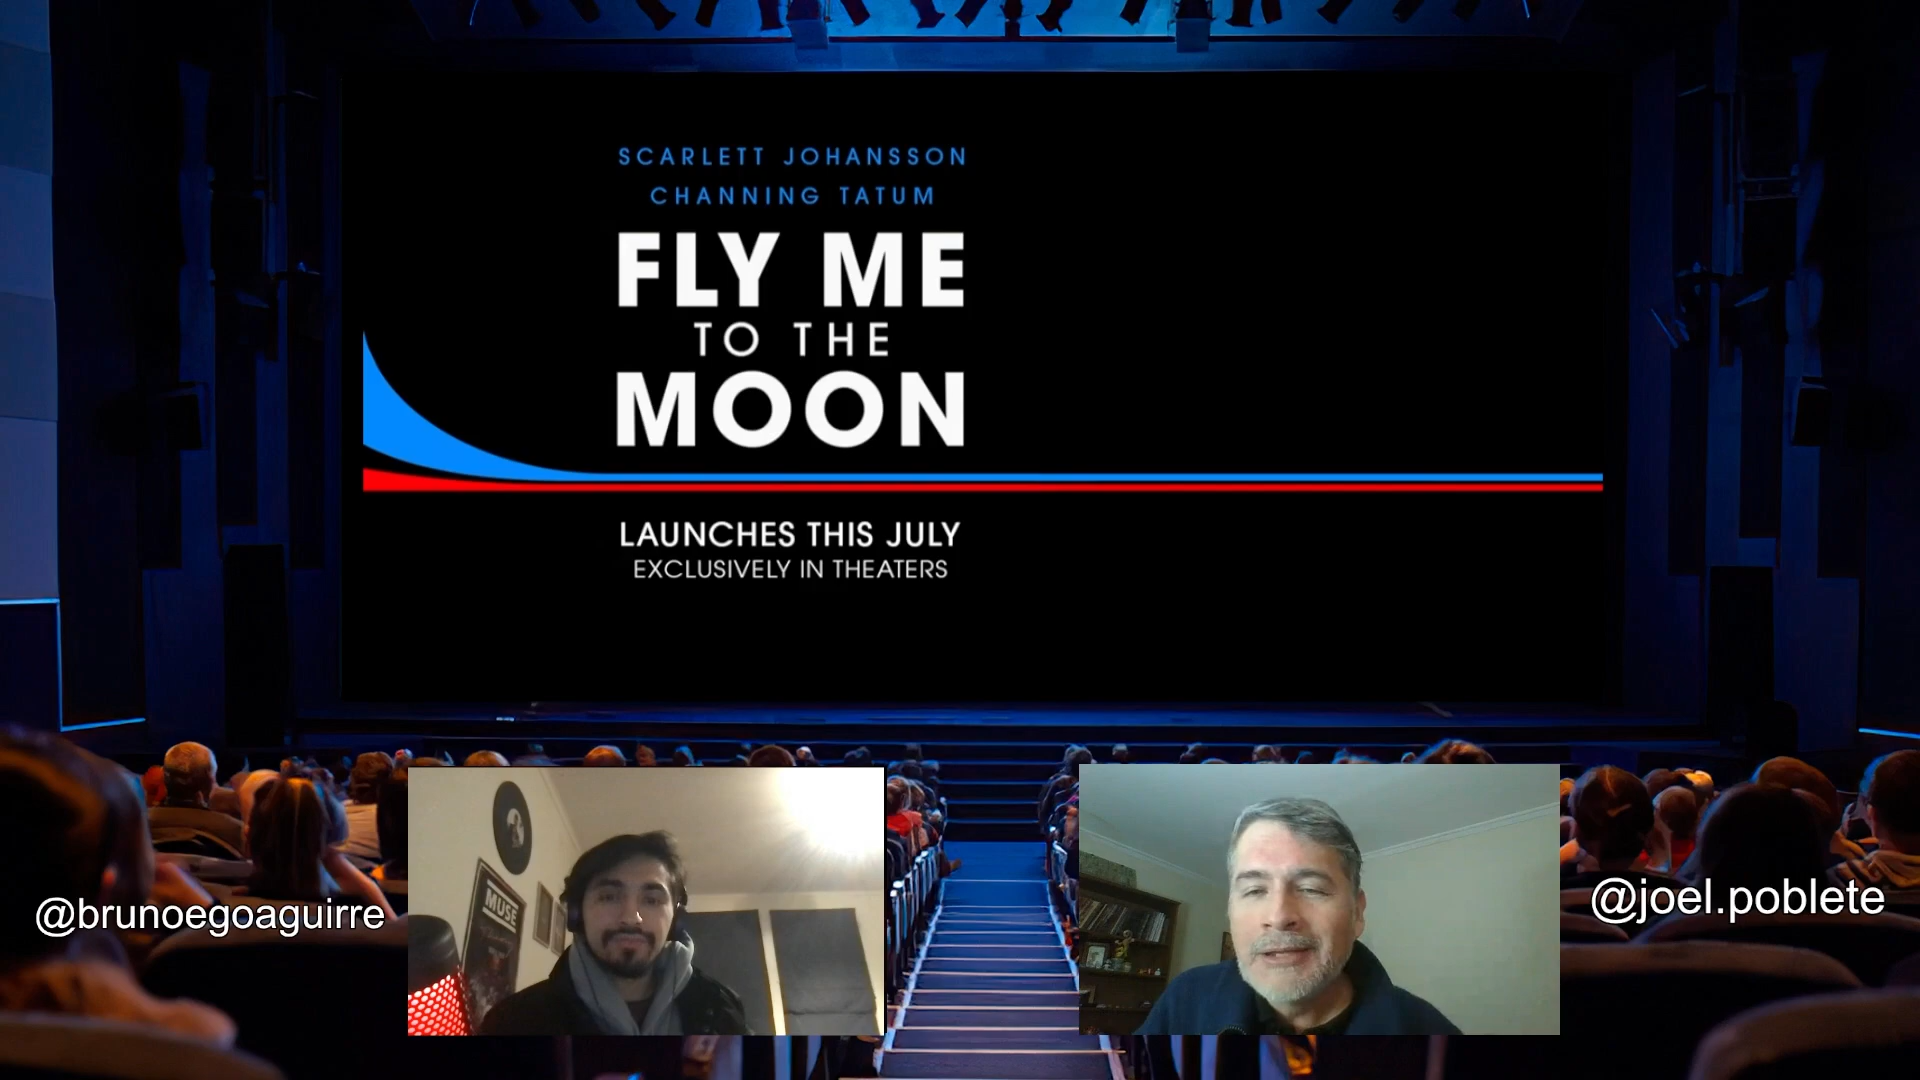 SCARLETT JOHANSSON
CHANNING TATUM
FLY ME
TO THE
MOON
LAUNCHES THIS JULY
EXCLUSIVELY IN THEATERS
MUSE
@brunoegoaguirre
@joel.poblete